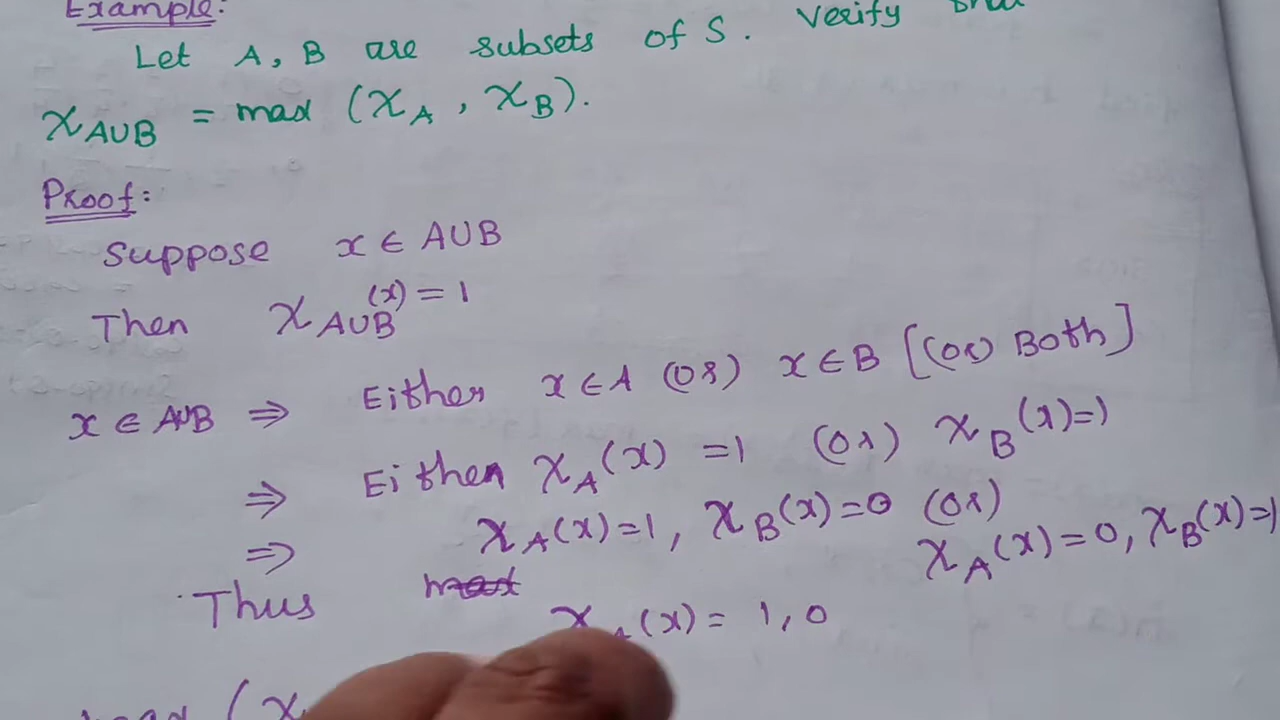 Example:
Let A, B are subsets of S. Verify that
χ_{A∪B} = max (χ_A, χ_B).
Proof:
Suppose x ∈ A∪B
Then χ_{A∪B}(x) = 1
x ∈ A∪B ⇒ Either x ∈ A (or) x ∈ B [(or) Both]
⇒ Either χ_A(x) = 1 (or) χ_B(x) = 1
⇒ χ_A(x) = 1, χ_B(x) = 0 (or)
χ_A(x) = 0, χ_B(x) = 1
Thus
χ_A(x) = 1, 0
(χ